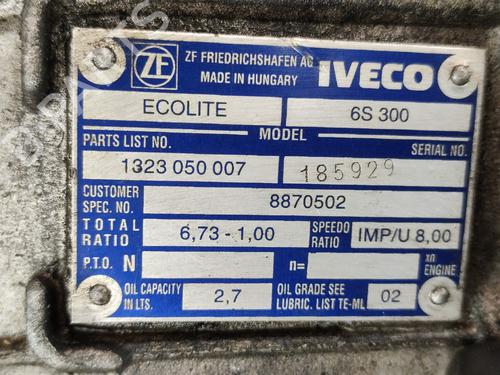 ZF
ZF FRIEDRICHSHAFEN AG
MADE IN HUNGARY
IVECO
ECOLITE 6S 300
MODEL
PARTS LIST NO. SERIAL NO.
1323 050 007 185929
CUSTOMER SPEC. NO. 8870502
TOTAL RATIO 6,73-1,00 SPEEDO RATIO IMP/U 8,00
P.T.O. N n= xn ENGINE
OIL CAPACITY IN LTS. 2,7 OIL GRADE SEE LUBRIC. LIST TE-ML 02